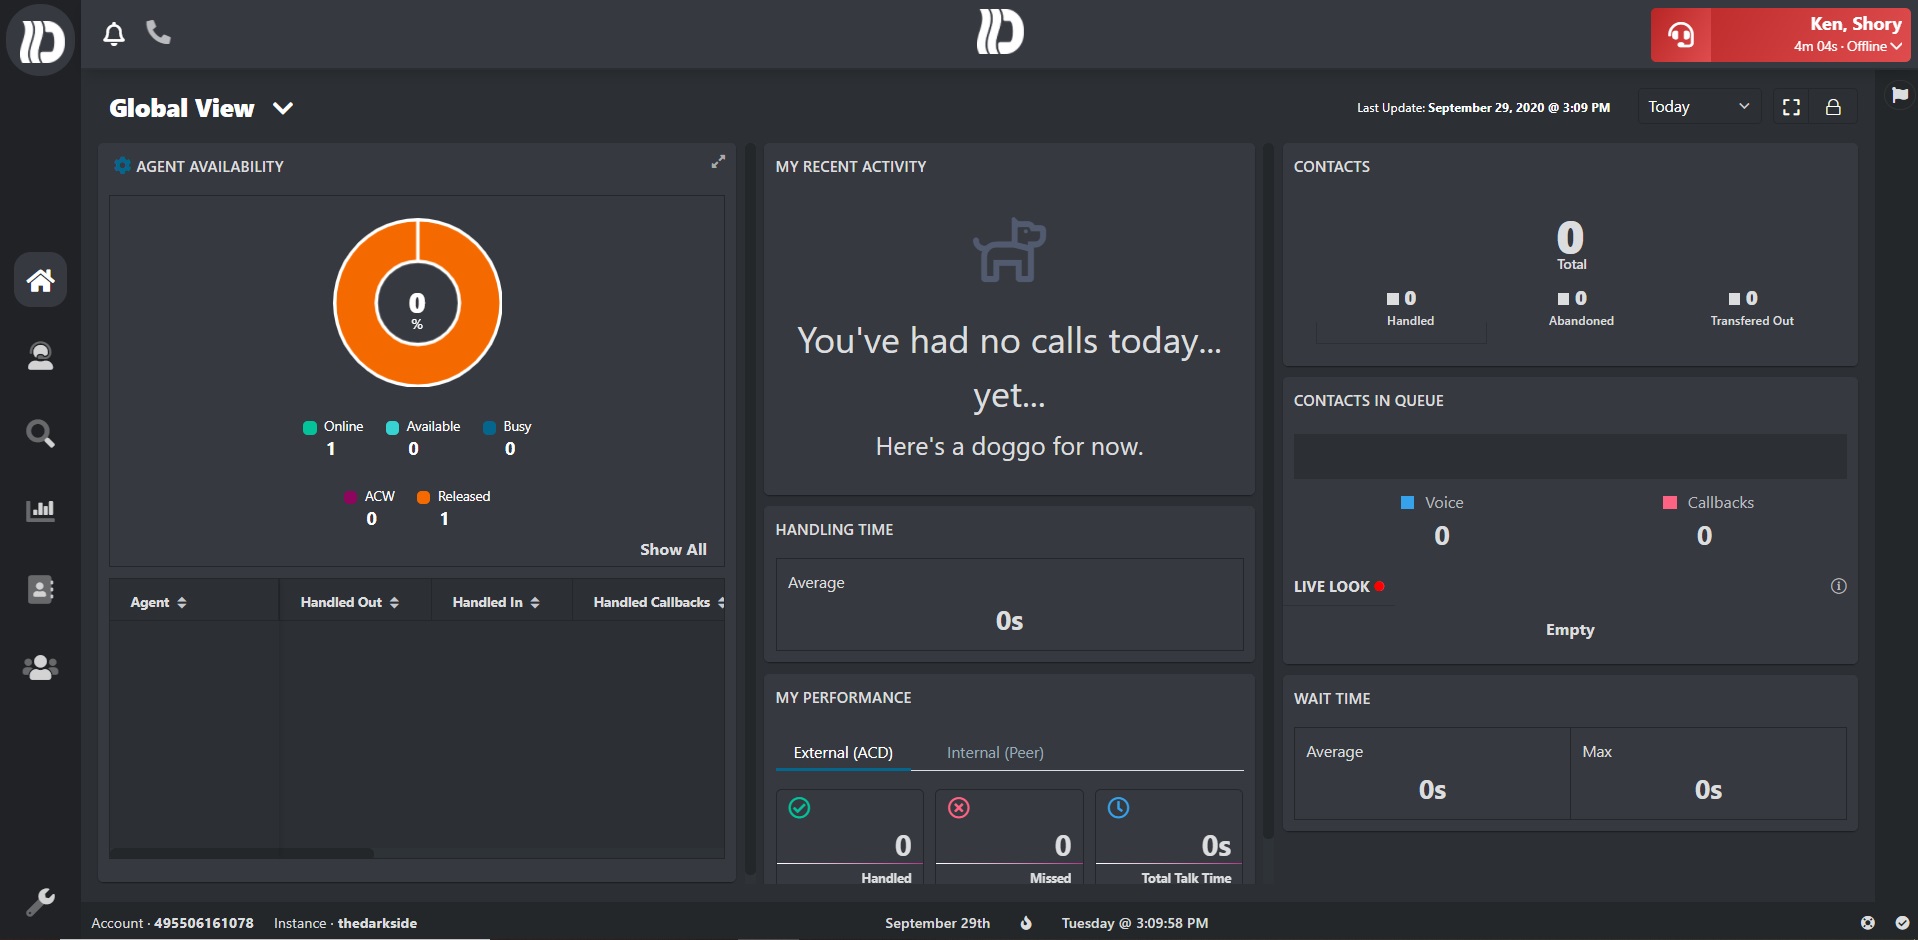 Ken, Shory
4m 04s · Offline
Global View
Last Update: September 29, 2020 @ 3:09 PM
Today
AGENT AVAILABILITY
0
%
Online Available Busy
1 0 0
ACW Released
0 1
Show All
Agent Handled Out Handled In Handled Callbacks
MY RECENT ACTIVITY
You've had no calls today...
yet...
Here's a doggo for now.
HANDLING TIME
Average
0s
MY PERFORMANCE
External (ACD) Internal (Peer)
0 0 0s
Handled Missed Total Talk Time
CONTACTS
0
Total
0 0 0
Handled Abandoned Transfered Out
CONTACTS IN QUEUE
Voice Callbacks
0 0
LIVE LOOK
Empty
WAIT TIME
Average Max
0s 0s
Account · 495506161078 Instance · thedarkside September 29th Tuesday @ 3:09:58 PM